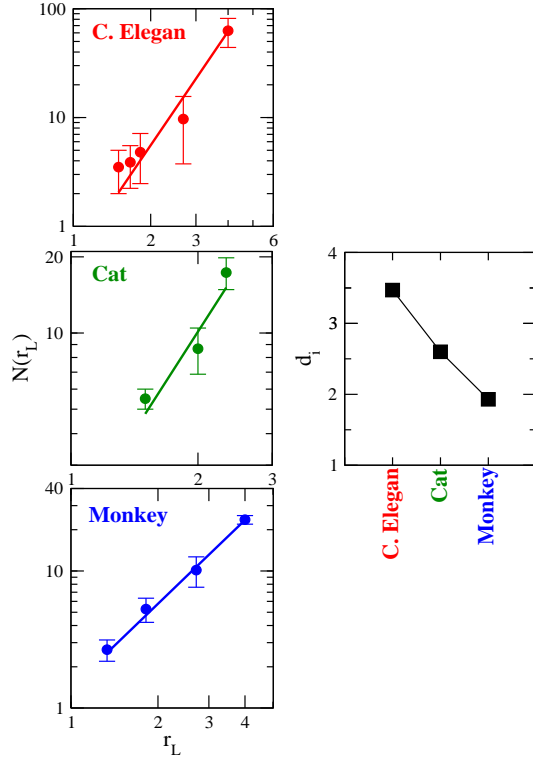 100
C. Elegan
10
1
1 2 3 6
20
Cat
10
N(r_L)
1 2 3
40
Monkey
10
1
1 2 3 4
r_L
4
3
d_i
2
1
C. Elegan
Cat
Monkey